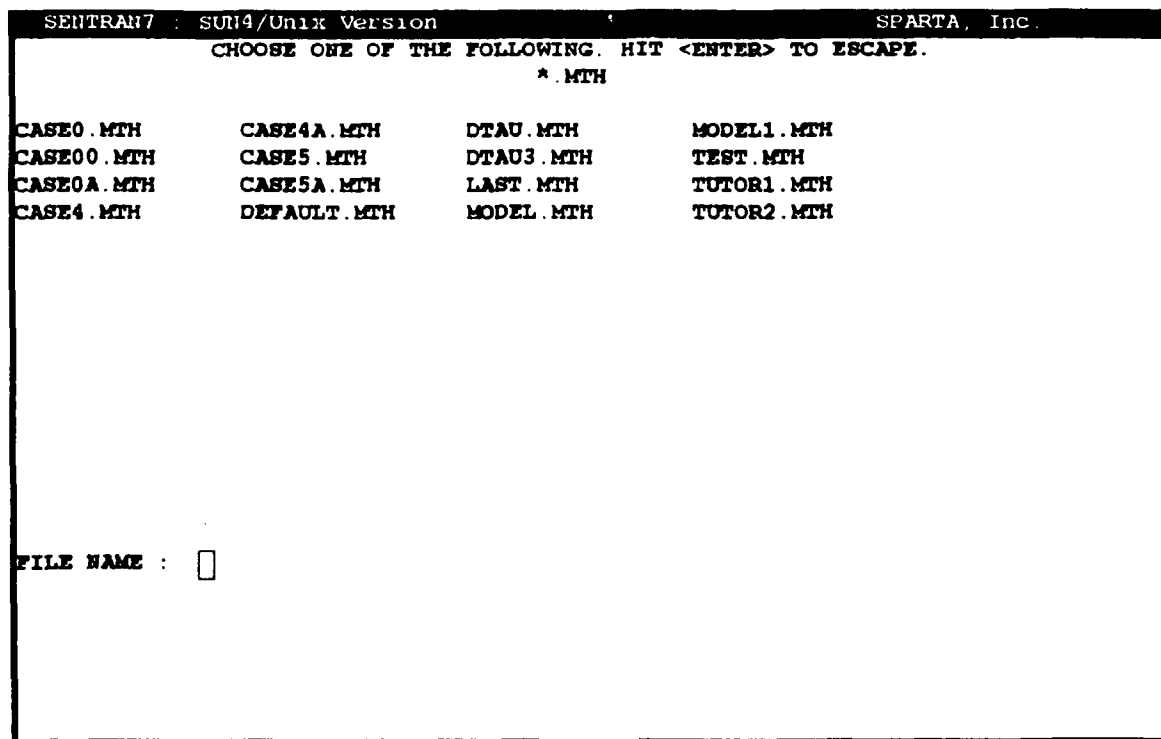 SENTRAN7 : SUN4/Unix Version SPARTA, Inc.
CHOOSE ONE OF THE FOLLOWING. HIT <ENTER> TO ESCAPE.
*.MTH
CASE0.MTH CASE4A.MTH DTAU.MTH MODEL1.MTH
CASE00.MTH CASE5.MTH DTAU3.MTH TEST.MTH
CASE0A.MTH CASE5A.MTH LAST.MTH TUTOR1.MTH
CASE4.MTH DEFAULT.MTH MODEL.MTH TUTOR2.MTH
FILE NAME :